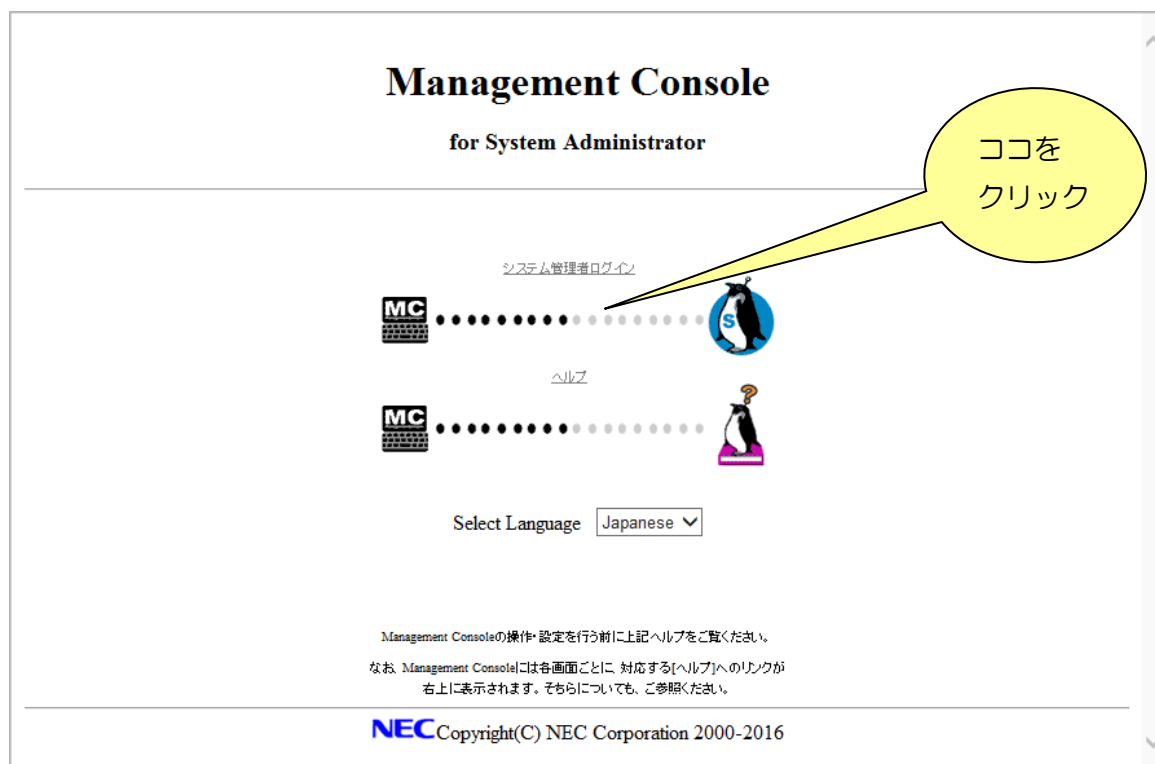 Management Console
for System Administrator
ココを
クリック
システム管理者ログイン
MC
S
ヘルプ
?
MC
Select Language Japanese
Management Consoleの操作・設定を行う前に上記ヘルプをご覧ください。
なお、Management Consoleには各画面ごとに、対応する[ヘルプ]へのリンクが
右上に表示されます。そちらについても、ご参照ください。
NEC Copyright(C) NEC Corporation 2000-2016